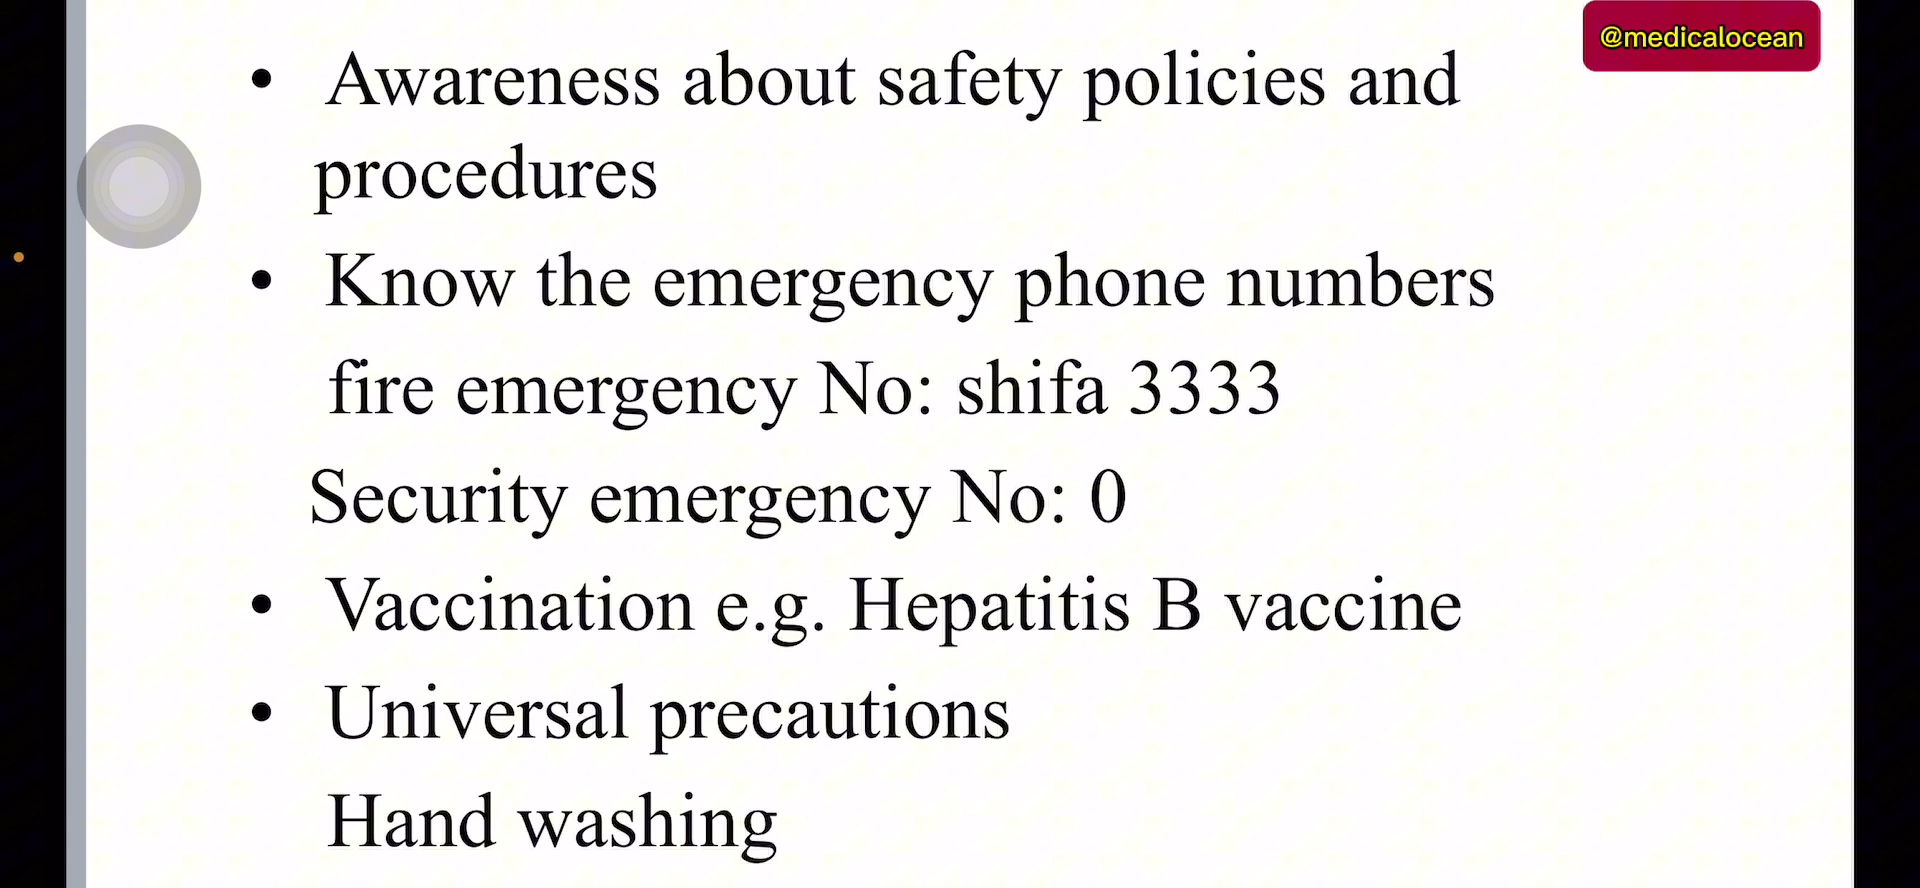 @medicalocean
• Awareness about safety policies and
procedures
• Know the emergency phone numbers
fire emergency No: shifa 3333
Security emergency No: 0
• Vaccination e.g. Hepatitis B vaccine
• Universal precautions
Hand washing